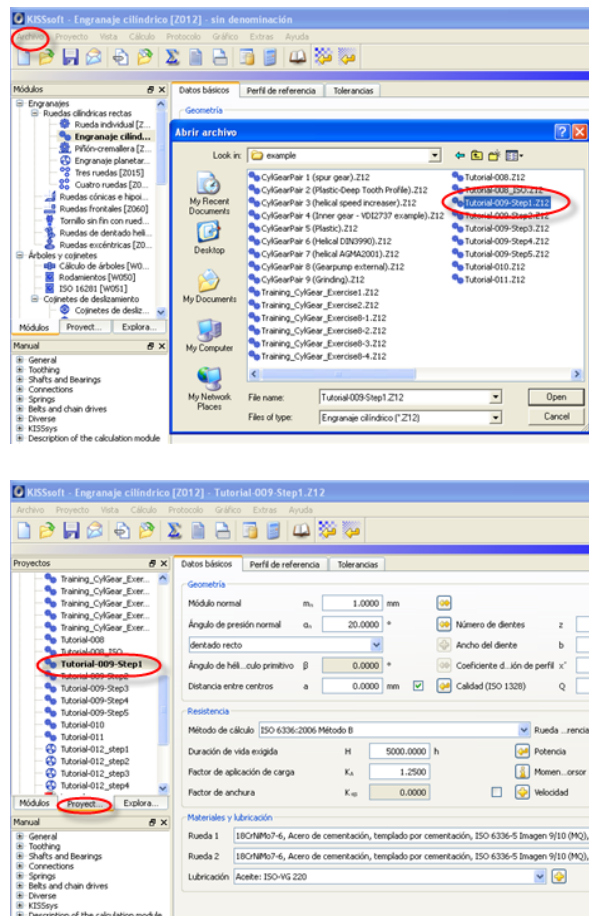 KISSsoft - Engranaje cilíndrico [Z012] - sin denominación
Archivo Proyecto Vista Cálculo Protocolo Gráfico Extras Ayuda
Módulos
Datos básicos Perfil de referencia Tolerancias
Geometría
Engranajes
Ruedas cilíndricas rectas
Rueda individual [Z...
Engranaje cilínd...
Piñón-cremallera [Z...
Engranaje planetar...
Tres ruedas [Z015]
Cuatro ruedas [Z0...
Ruedas cónicas e hipoi...
Ruedas frontales [Z060]
Tornillo sin fin con rued...
Ruedas de dentado heli...
Ruedas excéntricas [Z0...
Árboles y cojinetes
Cálculo de árboles [W0...
Rodamientos [W050]
ISO 16281 [W051]
Cojinetes de deslizamiento
Cojinetes de desliz...
Módulos Proyect... Explora...
Manual
General
Toothing
Shafts and Bearings
Connections
Springs
Belts and chain drives
Diverse
KISSsys
Description of the calculation module
Abrir archivo
Look in: example
My Recent Documents
Desktop
My Documents
My Computer
My Network Places
CylGearPair 1 (spur gear).Z12
CylGearPair 2 (Plastic-Deep Tooth Profile).Z12
CylGearPair 3 (helical speed increaser).Z12
CylGearPair 4 (Inner gear - VDI2737 example).Z12
CylGearPair 5 (Plastic).Z12
CylGearPair 6 (Helical DIN3990).Z12
CylGearPair 7 (helical AGMA2001).Z12
CylGearPair 8 (Gearpump external).Z12
CylGearPair 9 (Grinding).Z12
Training_CylGear_Exercise1.Z12
Training_CylGear_Exercise8-1.Z12
Training_CylGear_Exercise8-2.Z12
Training_CylGear_Exercise8-3.Z12
Training_CylGear_Exercise8-4.Z12
Tutorial-008.Z12
Tutorial-008_ISO.Z12
Tutorial-009-Step1.Z12
Tutorial-009-Step2.Z12
Tutorial-009-Step3.Z12
Tutorial-009-Step4.Z12
Tutorial-009-Step5.Z12
Tutorial-010.Z12
Tutorial-011.Z12
File name: Tutorial-009-Step1.Z12 Open
Files of type: Engranaje cilíndrico (*.Z12) Cancel
KISSsoft - Engranaje cilíndrico [Z012] - Tutorial-009-Step1.Z12
Archivo Proyecto Vista Cálculo Protocolo Gráfico Extras Ayuda
Proyectos
Training_CylGear_Exer...
Training_CylGear_Exer...
Training_CylGear_Exer...
Training_CylGear_Exer...
Tutorial-008
Tutorial-008_ISO
Tutorial-009-Step1
Tutorial-009-Step2
Tutorial-009-Step3
Tutorial-009-Step4
Tutorial-009-Step5
Tutorial-010
Tutorial-011
Tutorial-012_step1
Tutorial-012_step2
Tutorial-012_step3
Tutorial-012_step4
Módulos Proyect... Explora...
Manual
General
Toothing
Shafts and Bearings
Connections
Springs
Belts and chain drives
Diverse
KISSsys
Description of the calculation module
Datos básicos Perfil de referencia Tolerancias
Geometría
Módulo normal mₙ 1.0000 mm
Ángulo de presión normal αₙ 20.0000 ° Número de dientes z
dentado recto Ancho del diente b
Ángulo de héli...culo primitivo β 0.0000 ° Coeficiente d...ión de perfil x*
Distancia entre centros a 0.0000 mm Calidad (ISO 1328) Q
Resistencia
Método de cálculo ISO 6336:2006 Método B Rueda ...rencia
Duración de vida exigida H 5000.0000 h Potencia
Factor de aplicación de carga K_A 1.2500 Momen...orsor
Factor de anchura K_Hβ 0.0000 Velocidad
Materiales y lubricación
Rueda 1 18CrNiMo7-6, Acero de cementación, templado por cementación, ISO 6336-5 Imagen 9/10 (MQ),
Rueda 2 18CrNiMo7-6, Acero de cementación, templado por cementación, ISO 6336-5 Imagen 9/10 (MQ),
Lubricación Aceite: ISO-VG 220